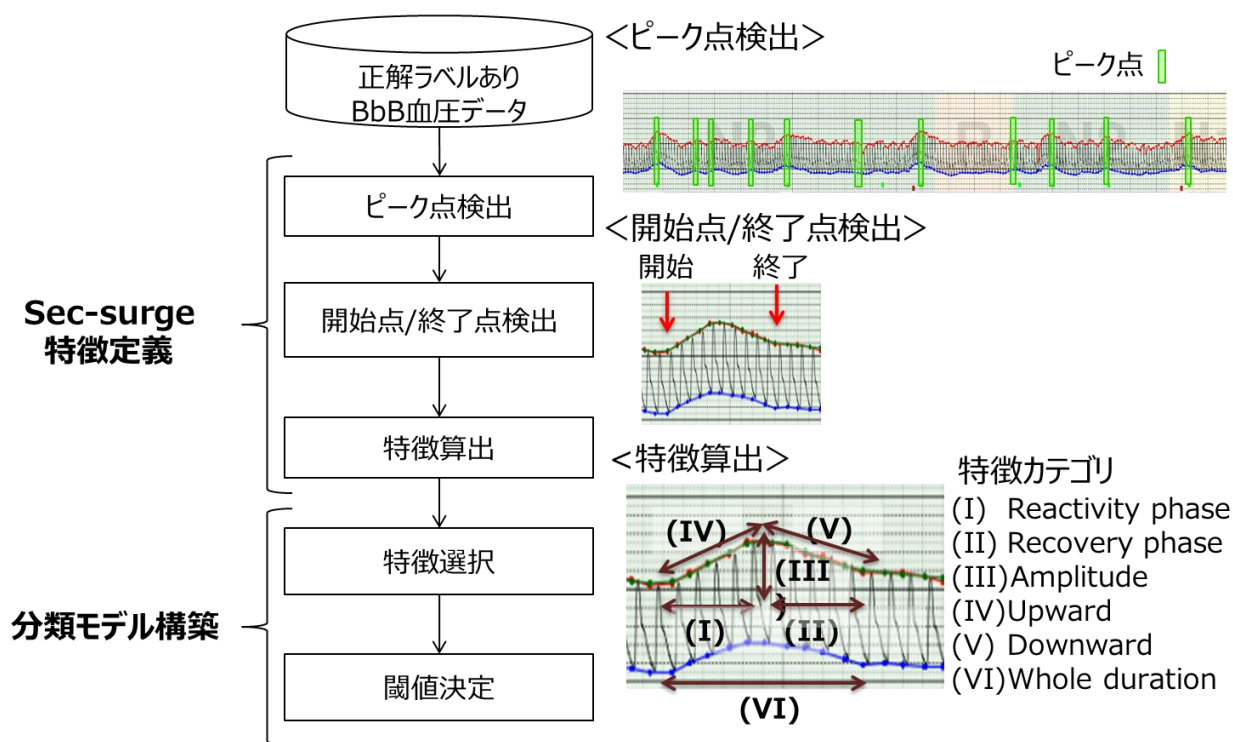 正解ラベルあり
BbB血圧データ
ピーク点検出
開始点/終了点検出
特徴算出
特徴選択
閾値決定
Sec-surge
特徴定義
分類モデル構築
＜ピーク点検出＞
ピーク点
＜開始点/終了点検出＞
開始
終了
＜特徴算出＞
(IV)
(V)
(III
)
(I)
(II)
(VI)
特徴カテゴリ
(I) Reactivity phase
(II) Recovery phase
(III)Amplitude
(IV)Upward
(V) Downward
(VI)Whole duration